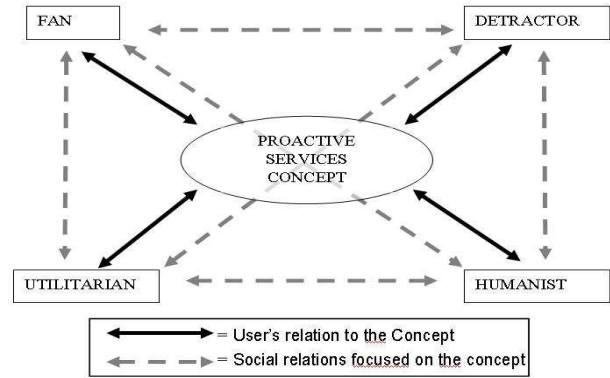 FAN
DETRACTOR
PROACTIVE
SERVICES
CONCEPT
UTILITARIAN
HUMANIST
= User's relation to the Concept
= Social relations focused on the concept